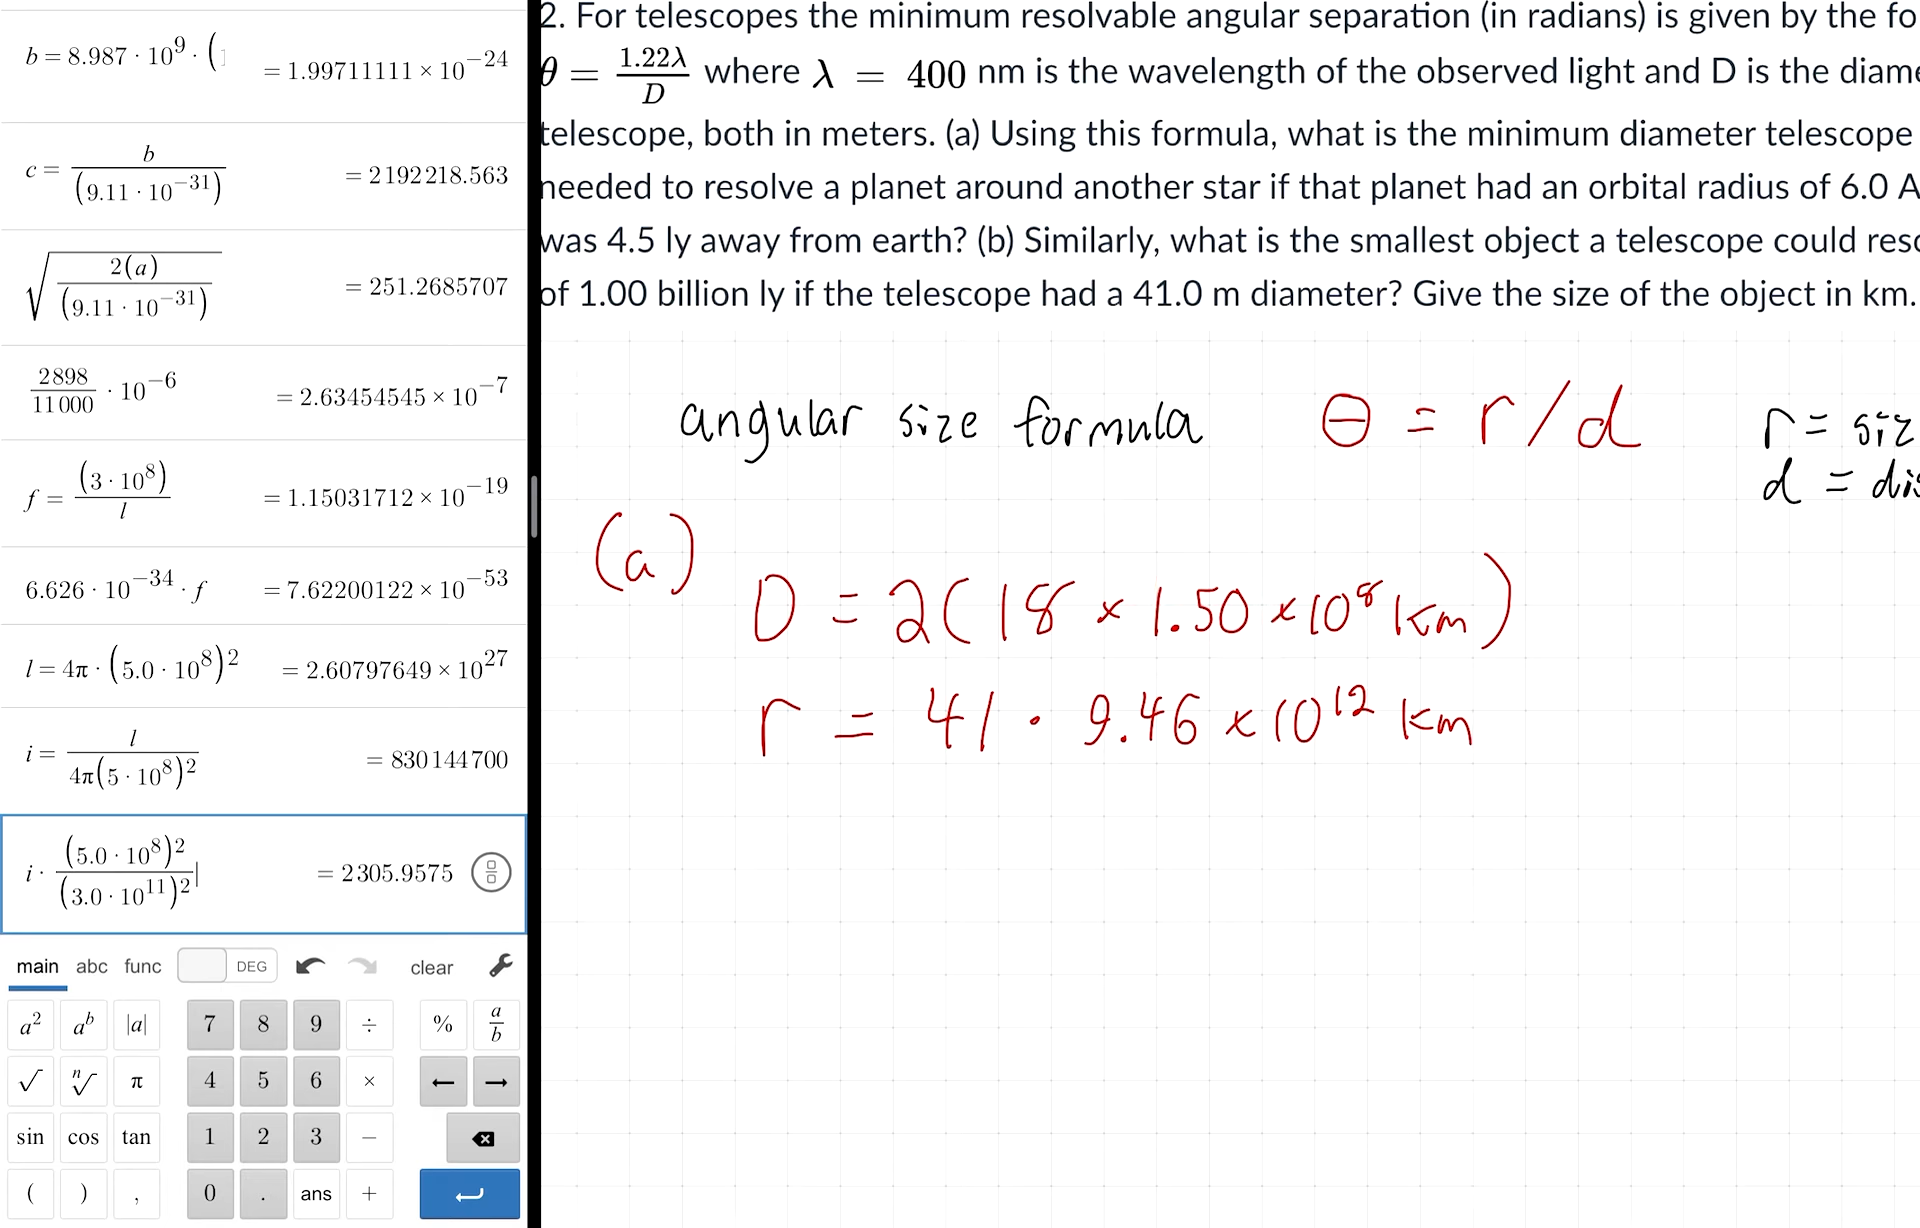 b = 8.987 · 10^9 · (1
= 1.99711111 × 10^−24
c = b / (9.11 · 10^−31)
= 2192218.563
√(2(a) / (9.11 · 10^−31))
= 251.2685707
2898 / 11000 · 10^−6
= 2.63454545 × 10^−7
f = (3 · 10^8) / l
= 1.15031712 × 10^−19
6.626 · 10^−34 · f
= 7.62200122 × 10^−53
l = 4π · (5.0 · 10^8)2
= 2.60797649 × 10^27
i = l / 4π(5 · 10^8)2
= 830144700
i · (5.0 · 10^8)2 / (3.0 · 10^11)2
= 2305.9575
main abc func DEG clear
a^2 a^b |a| 7 8 9 ÷ % a/b
√ n√ π 4 5 6 × ← →
sin cos tan 1 2 3 −
( ) , 0 . ans +
2. For telescopes the minimum resolvable angular separation (in radians) is given by the fo
θ = 1.22λ / D where λ = 400 nm is the wavelength of the observed light and D is the diame
telescope, both in meters. (a) Using this formula, what is the minimum diameter telescope
needed to resolve a planet around another star if that planet had an orbital radius of 6.0 A
was 4.5 ly away from earth? (b) Similarly, what is the smallest object a telescope could reso
of 1.00 billion ly if the telescope had a 41.0 m diameter? Give the size of the object in km.
angular size formula θ = r/d r = siz
d = dis
(a)
D = 2(18 × 1.50 × 10^8 km)
r = 41 · 9.46 × 10^12 km